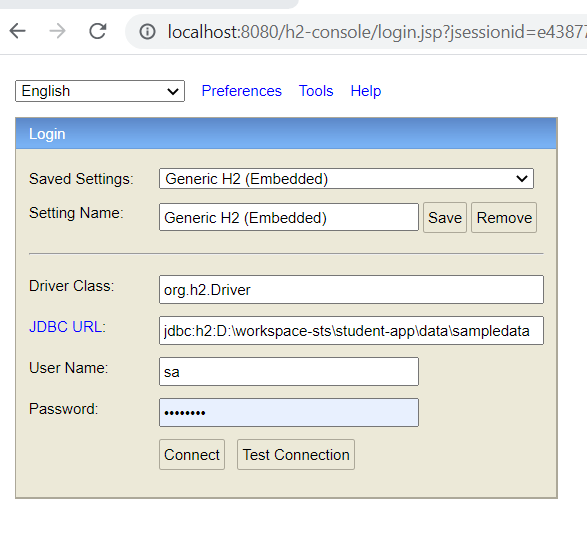 localhost:8080/h2-console/login.jsp?jsessionid=e4387
English Preferences Tools Help
Login
Saved Settings: Generic H2 (Embedded)
Setting Name: Generic H2 (Embedded) Save Remove
Driver Class: org.h2.Driver
JDBC URL: jdbc:h2:D:\workspace-sts\student-app\data\sampledata
User Name: sa
Password: ••••••••
Connect Test Connection